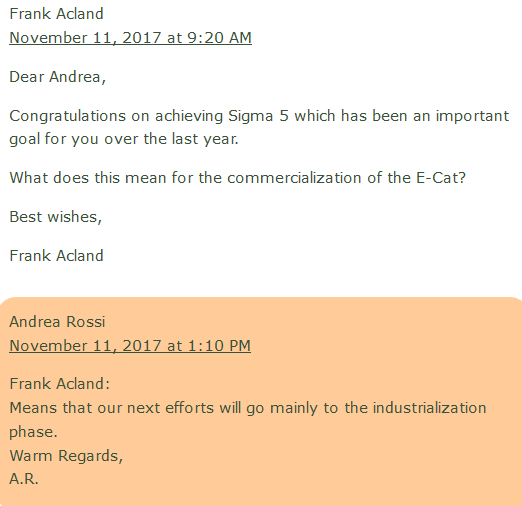 Frank Acland
November 11, 2017 at 9:20 AM
Dear Andrea,
Congratulations on achieving Sigma 5 which has been an important
goal for you over the last year.
What does this mean for the commercialization of the E-Cat?
Best wishes,
Frank Acland
Andrea Rossi
November 11, 2017 at 1:10 PM
Frank Acland:
Means that our next efforts will go mainly to the industrialization
phase.
Warm Regards,
A.R.